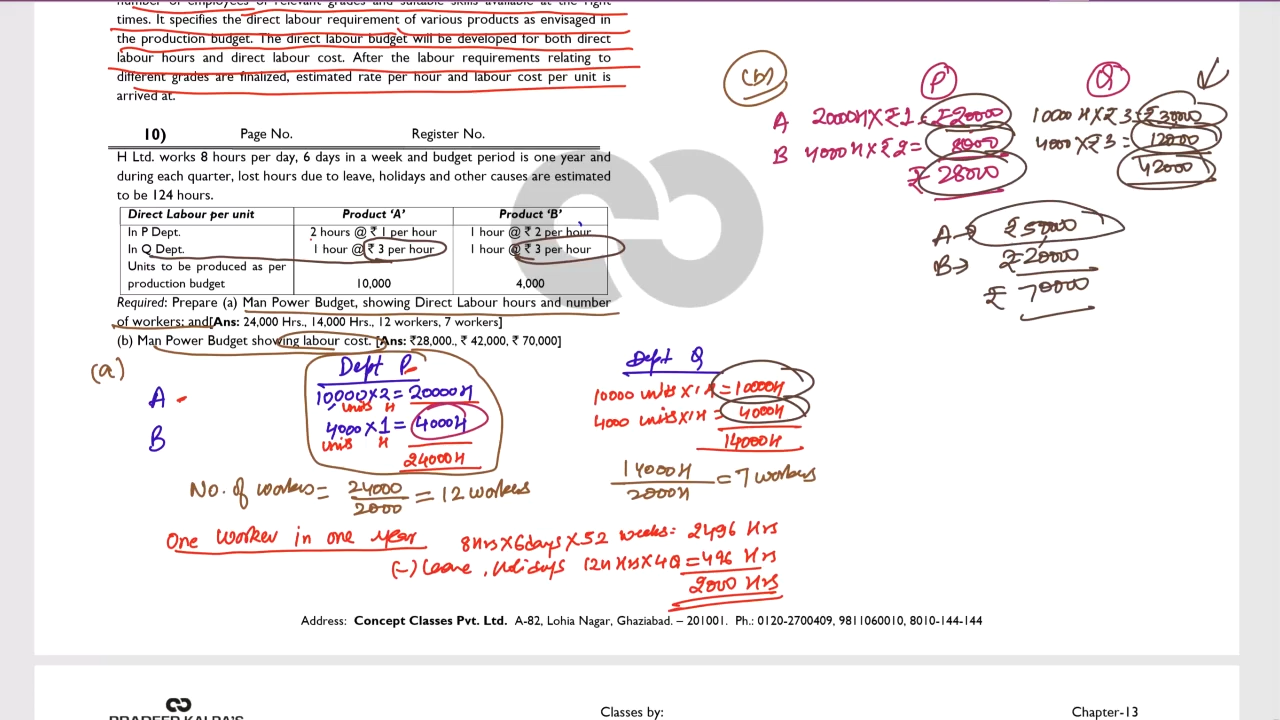 number of employees of relevant grades and suitable skills available at the right
times. It specifies the direct labour requirement of various products as envisaged in
the production budget. The direct labour budget will be developed for both direct
labour hours and direct labour cost. After the labour requirements relating to
different grades are finalized, estimated rate per hour and labour cost per unit is
arrived at.
10) Page No. Register No.
H Ltd. works 8 hours per day, 6 days in a week and budget period is one year and
during each quarter, lost hours due to leave, holidays and other causes are estimated
to be 124 hours.
Direct Labour per unit Product 'A' Product 'B'
In P Dept. 2 hours @ ₹ 1 per hour 1 hour @ ₹ 2 per hour
In Q Dept. 1 hour @ ₹ 3 per hour 1 hour @ ₹ 3 per hour
Units to be produced as per
production budget 10,000 4,000
Required: Prepare (a) Man Power Budget, showing Direct Labour hours and number
of workers; and[Ans: 24,000 Hrs., 14,000 Hrs., 12 workers, 7 workers]
(b) Man Power Budget showing labour cost. [Ans: ₹28,000., ₹ 42,000, ₹ 70,000]
(b) P Q
A 20000H X ₹1 = ₹20000 10000 H X ₹3 = ₹30000
B 4000H X ₹2 = 8000 4000 X ₹3 = 12000
₹ 28000 42000
A→ ₹50000
B→ ₹20000
₹ 70000
(a) Dept P Dept Q
A 10000 X 2 = 20000H 10000 units X 1H = 10000H
units H
B 4000 X 1 = 4000H 4000 units X 1H = 4000H
units H
24000H 14000H
No. of workers = 24000/2000 = 12 workers 14000H/2000H = 7 workers
One worker in one year 8Hrs X 6days X 52 weeks = 2496 Hrs
(-) leave, holidays 124 Hrs X 4Q = 496 Hrs
2000 Hrs
Address: Concept Classes Pvt. Ltd. A-82, Lohia Nagar, Ghaziabad. – 201001. Ph.: 0120-2700409, 9811060010, 8010-144-144
PRADEEP KALRA'S Classes by: Chapter-13